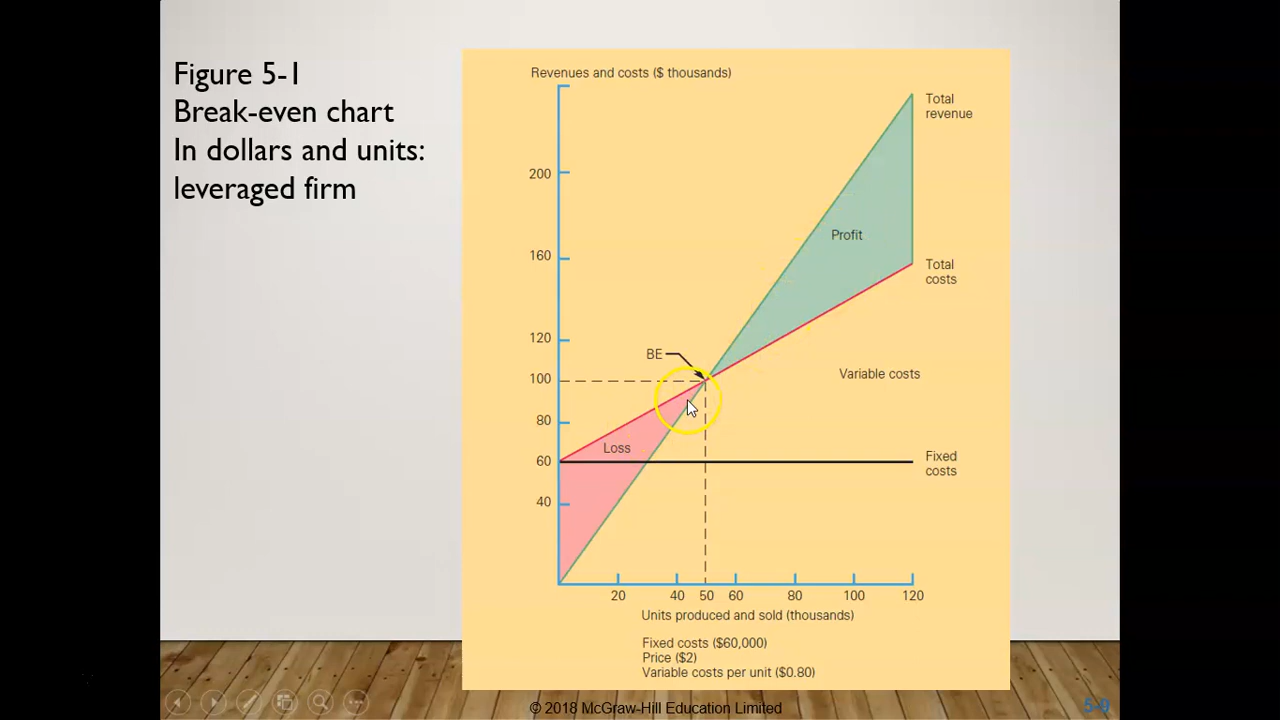 Figure 5-1
Break-even chart
In dollars and units:
leveraged firm
Revenues and costs ($ thousands)
Total
revenue
200
Profit
160
Total
costs
120
BE
100
Variable costs
80
Loss
60
Fixed
costs
40
20 40 50 60 80 100 120
Units produced and sold (thousands)
Fixed costs ($60,000)
Price ($2)
Variable costs per unit ($0.80)
© 2018 McGraw-Hill Education Limited